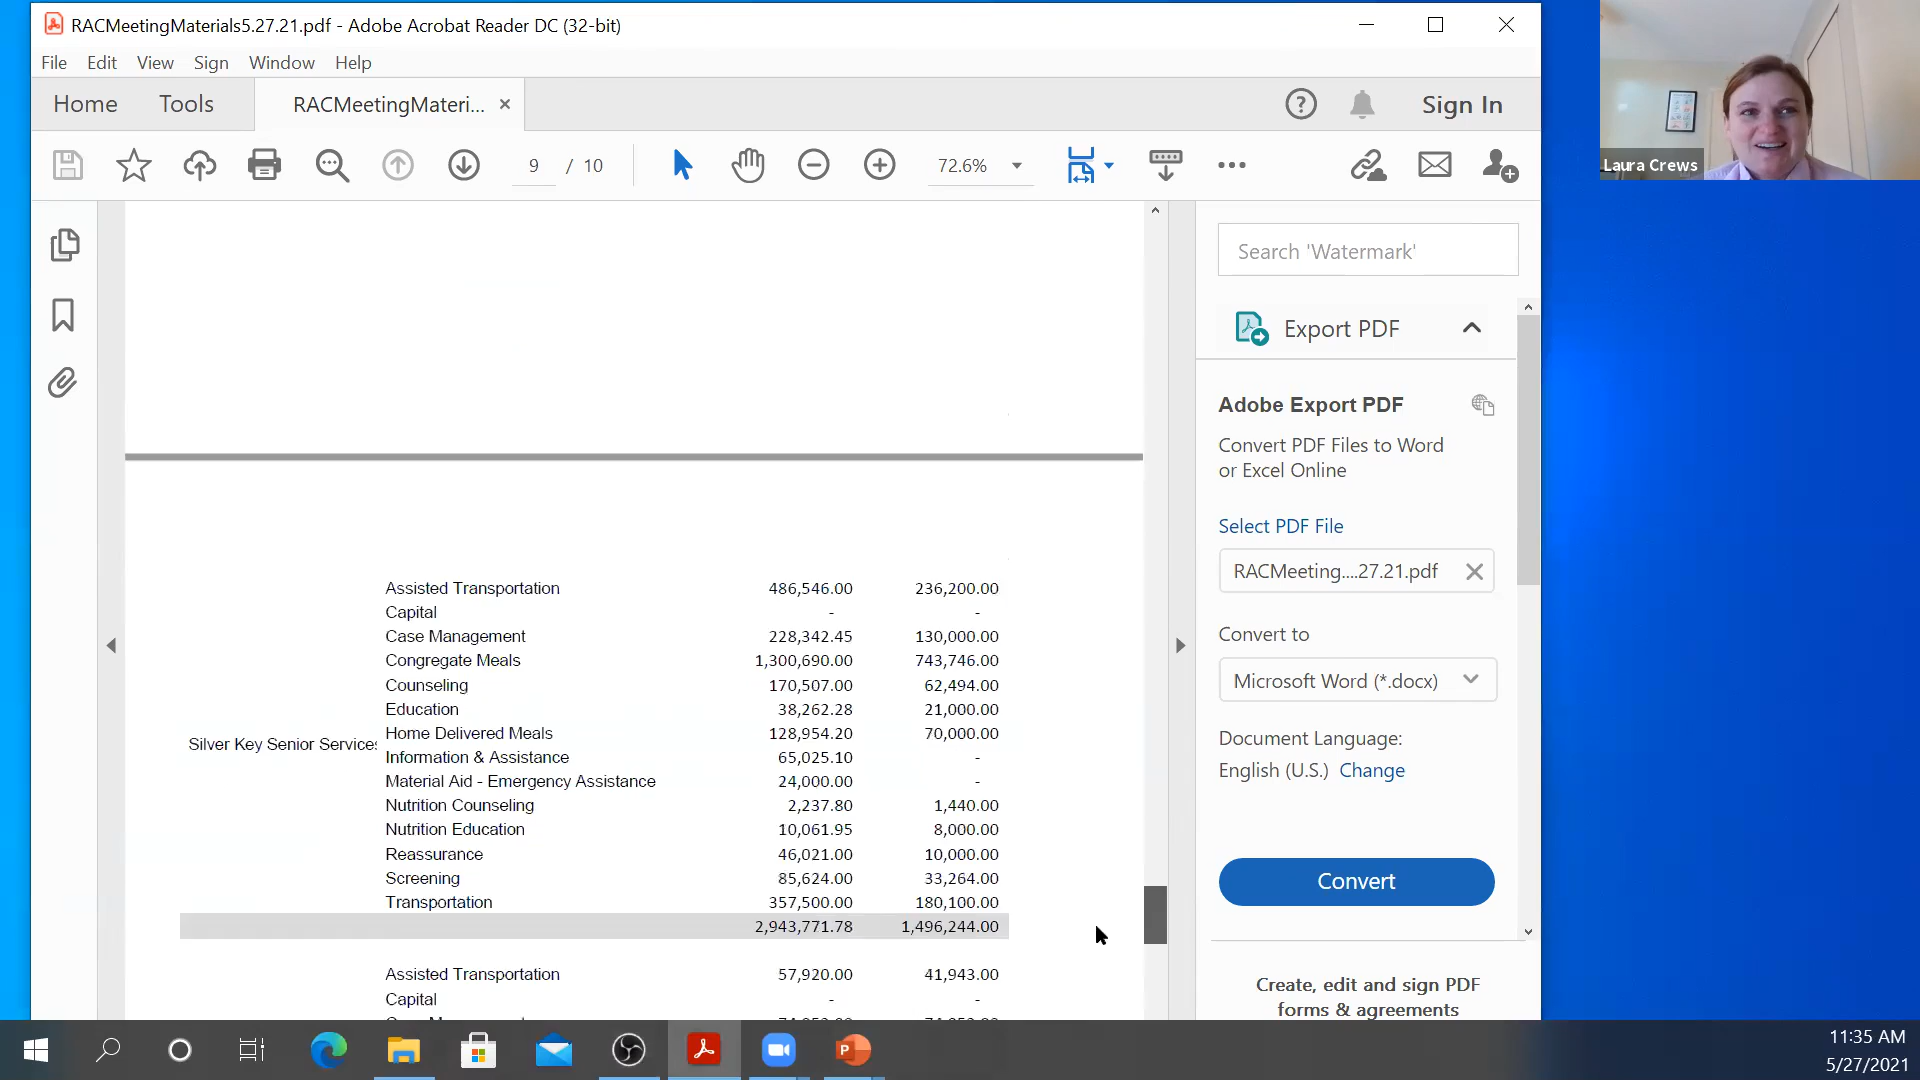 RACMeetingMaterials5.27.21.pdf - Adobe Acrobat Reader DC (32-bit)
File Edit View Sign Window Help
Home Tools RACMeetingMateri... × Sign In
9 / 10 72.6%
Laura Crews
Search 'Watermark'
Export PDF
Adobe Export PDF
Convert PDF Files to Word
or Excel Online
Select PDF File
RACMeeting....27.21.pdf
Convert to
Microsoft Word (*.docx)
Document Language:
English (U.S.) Change
Convert
Create, edit and sign PDF
forms & agreements
Assisted Transportation 486,546.00 236,200.00
Capital - -
Case Management 228,342.45 130,000.00
Congregate Meals 1,300,690.00 743,746.00
Counseling 170,507.00 62,494.00
Education 38,262.28 21,000.00
Home Delivered Meals 128,954.20 70,000.00
Silver Key Senior Services
Information & Assistance 65,025.10 -
Material Aid - Emergency Assistance 24,000.00 -
Nutrition Counseling 2,237.80 1,440.00
Nutrition Education 10,061.95 8,000.00
Reassurance 46,021.00 10,000.00
Screening 85,624.00 33,264.00
Transportation 357,500.00 180,100.00
2,943,771.78 1,496,244.00
Assisted Transportation 57,920.00 41,943.00
Capital - -
11:35 AM
5/27/2021